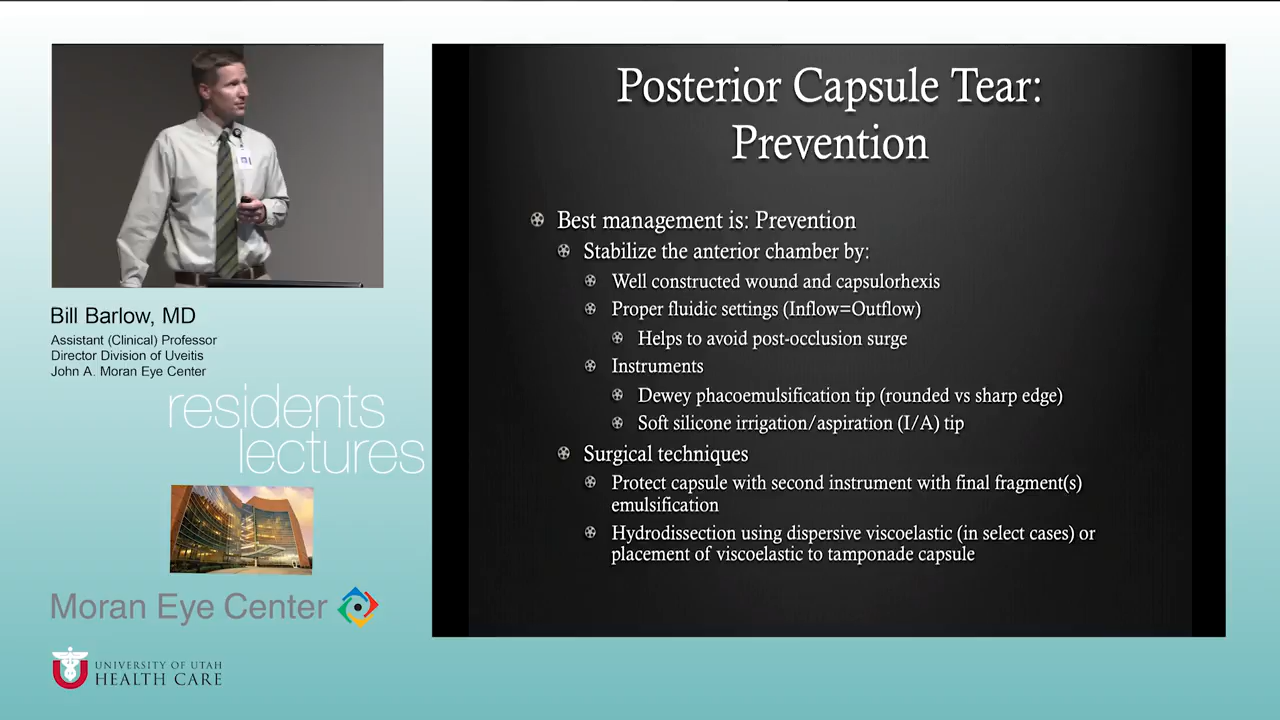 Bill Barlow, MD
Assistant (Clinical) Professor
Director Division of Uveitis
John A. Moran Eye Center
residents
lectures
Moran Eye Center
UNIVERSITY OF UTAH
HEALTH CARE
Posterior Capsule Tear:
Prevention
Best management is: Prevention
Stabilize the anterior chamber by:
Well constructed wound and capsulorhexis
Proper fluidic settings (Inflow=Outflow)
Helps to avoid post-occlusion surge
Instruments
Dewey phacoemulsification tip (rounded vs sharp edge)
Soft silicone irrigation/aspiration (I/A) tip
Surgical techniques
Protect capsule with second instrument with final fragment(s)
emulsification
Hydrodissection using dispersive viscoelastic (in select cases) or
placement of viscoelastic to tamponade capsule